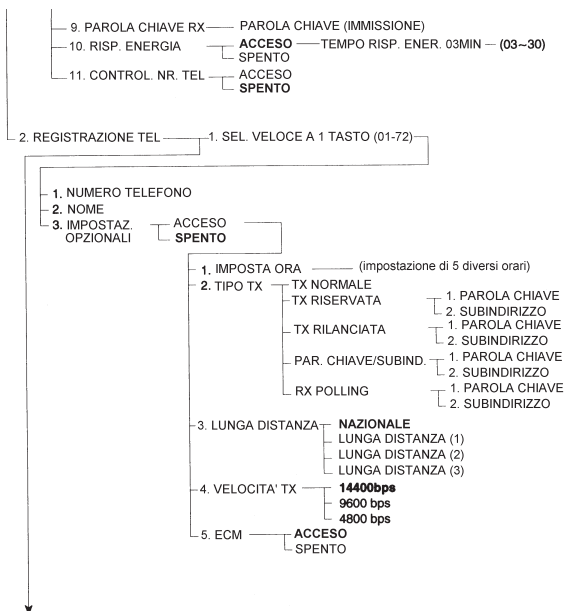 9. PAROLA CHIAVE RX PAROLA CHIAVE (IMMISSIONE)
10. RISP. ENERGIA ACCESO TEMPO RISP. ENER. 03MIN (03~30)
SPENTO
11. CONTROL. NR. TEL ACCESO
SPENTO
2. REGISTRAZIONE TEL 1. SEL. VELOCE A 1 TASTO (01-72)
1. NUMERO TELEFONO
2. NOME
3. IMPOSTAZ. ACCESO
OPZIONALI SPENTO
1. IMPOSTA ORA (impostazione di 5 diversi orari)
2. TIPO TX TX NORMALE
TX RISERVATA 1. PAROLA CHIAVE
2. SUBINDIRIZZO
TX RILANCIATA 1. PAROLA CHIAVE
2. SUBINDIRIZZO
PAR. CHIAVE/SUBIND. 1. PAROLA CHIAVE
2. SUBINDIRIZZO
RX POLLING 1. PAROLA CHIAVE
2. SUBINDIRIZZO
3. LUNGA DISTANZA NAZIONALE
LUNGA DISTANZA (1)
LUNGA DISTANZA (2)
LUNGA DISTANZA (3)
4. VELOCITA' TX 14400bps
9600 bps
4800 bps
5. ECM ACCESO
SPENTO